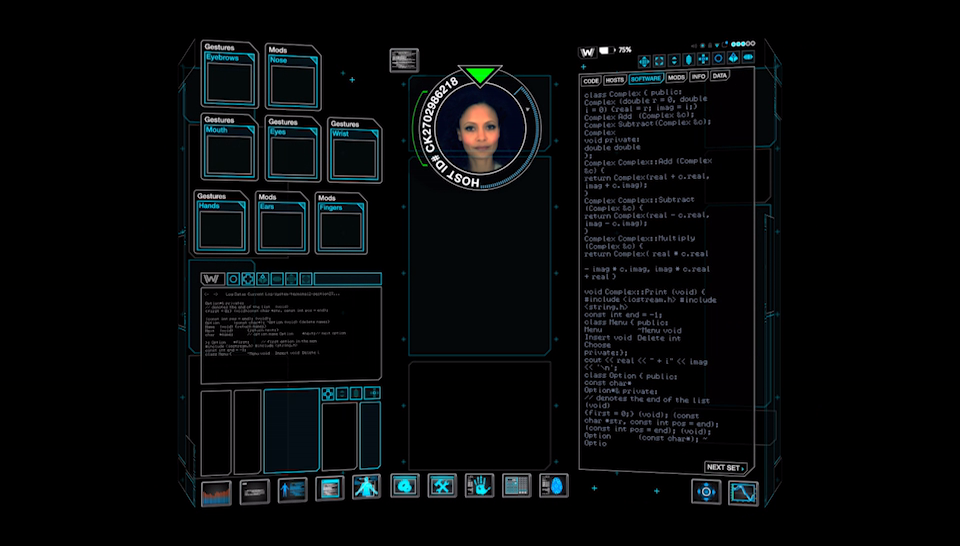 Gestures
Eyebrows
Mods
Nose
Gestures
Mouth
Gestures
Eyes
Gestures
Wrist
Gestures
Hands
Mods
Ears
Mods
Fingers
HOST ID# CK2702986218
W
W
75%
CODE
HOSTS
SOFTWARE
MODS
INFO
DATA
class Complex { public:
Complex (double r = 0, double
i = 0) {real = r; imag = i;}
Complex Add (Complex &c);
Complex Subtract(Complex &c);
Complex
void private:
double double
};
Complex Complex::Add (Complex
&c) {
return Complex(real + c.real,
imag + c.imag);
}
Complex Complex::Subtract
(Complex &c) {
return Complex(real - c.real,
imag - c.imag);
}
Complex Complex::Multiply
(Complex &c) {
return Complex( real * c.real
- imag * c.imag, imag * c.real
+ real }
void Complex::Print (void) {
#include <iostream.h> #include
<string.h>
const int end = -1;
class Menu { public:
Menu ~Menu void
Insert void Delete int
Choose
private:};
cout << real << " + i" << imag
<< '\n';
class Option { public:
const char*
Option*& private:
// denotes the end of the list
(void)
{first = 0;} (void); (const
char *str, const int pos = end);
(const int pos = end); (void);
Option (const char*); ~
Optio
NEXT SET